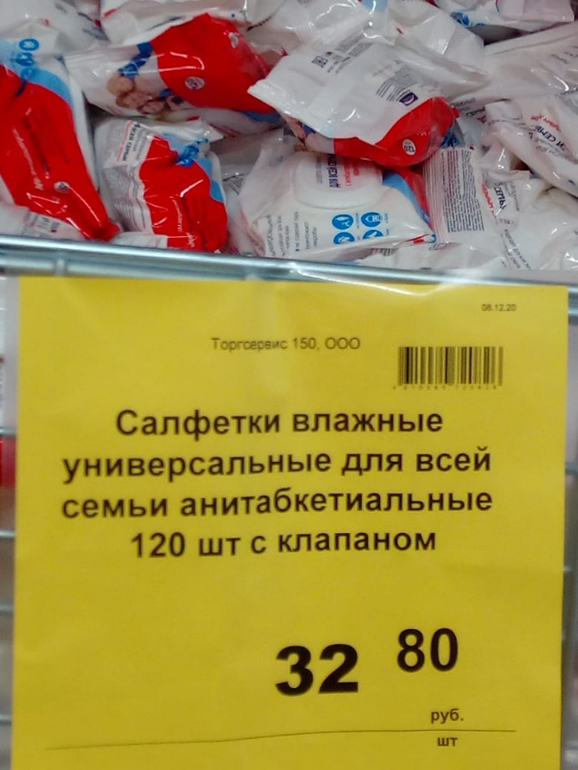 08.12.20
Торгсервис 150, ООО
Салфетки влажные
универсальные для всей
семьи анитабкетиальные
120 шт с клапаном
32 80
руб.
шт